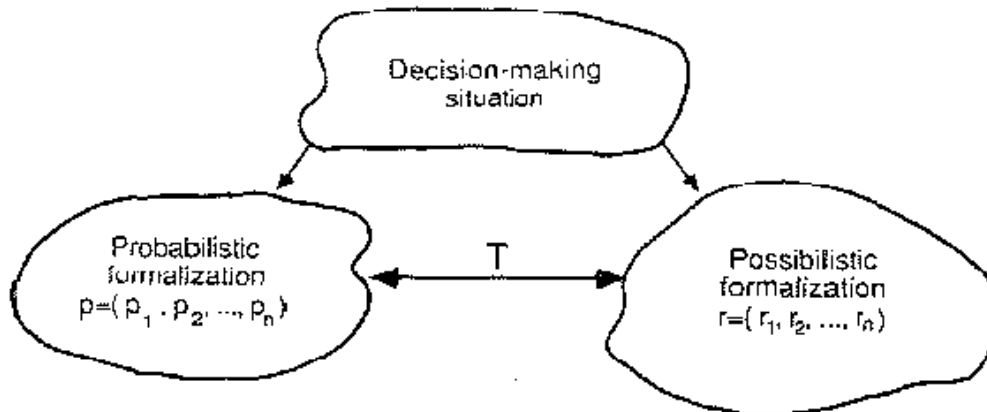 Decision-making
situation
Probabilistic
formalization
p=(p₁, p₂, ..., pₙ)
T
Possibilistic
formalization
r=(r₁, r₂, ..., rₙ)